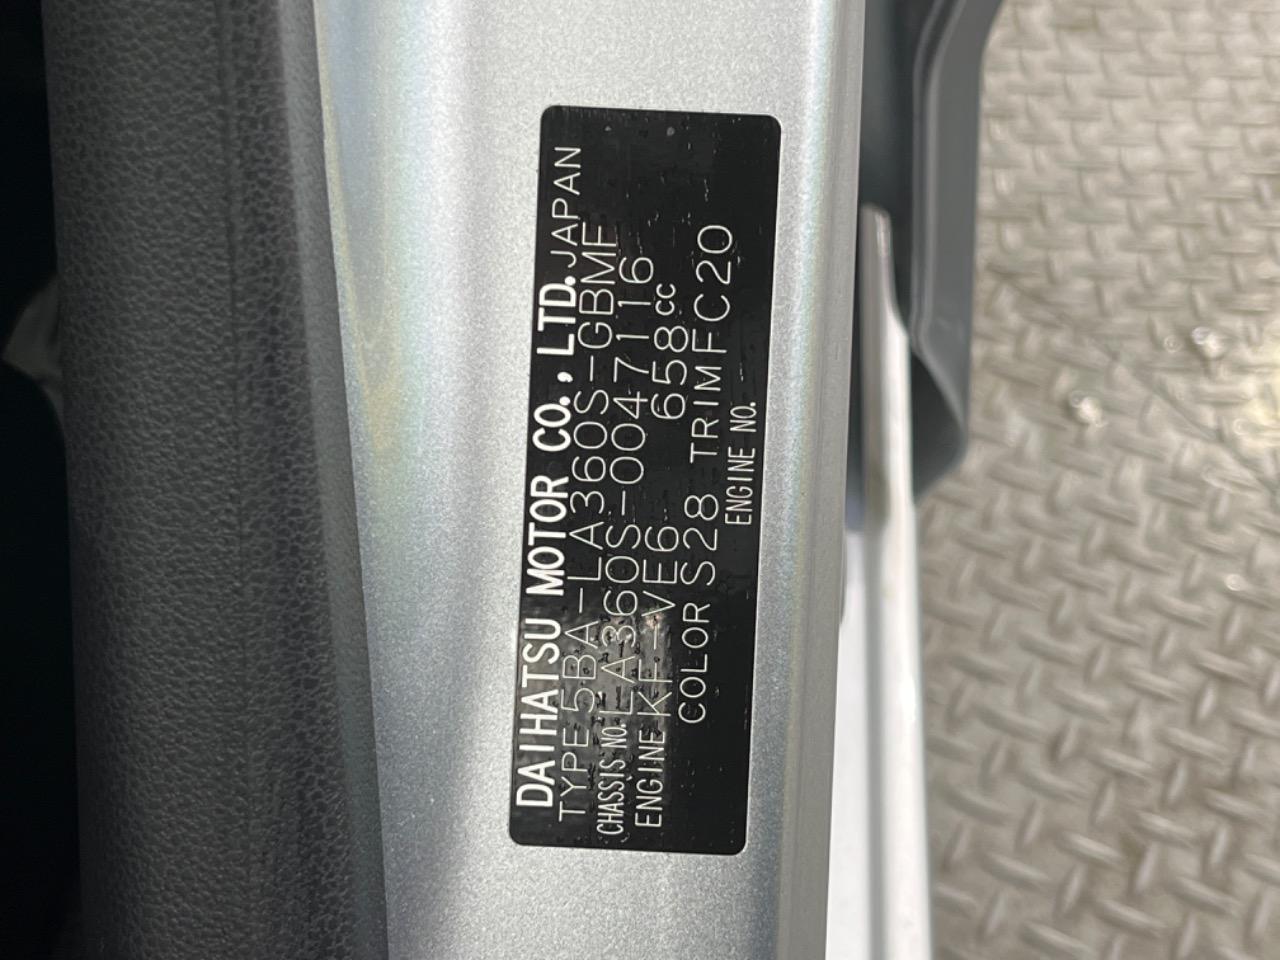 DAIHATSU MOTOR CO., LTD. JAPAN
TYPE 5BA-LA360S-GBMF
CHASSIS NO. LA360S-0047116
ENGINE KF-VE6 658cc
COLOR S28 TRIM FC20
ENGINE NO.